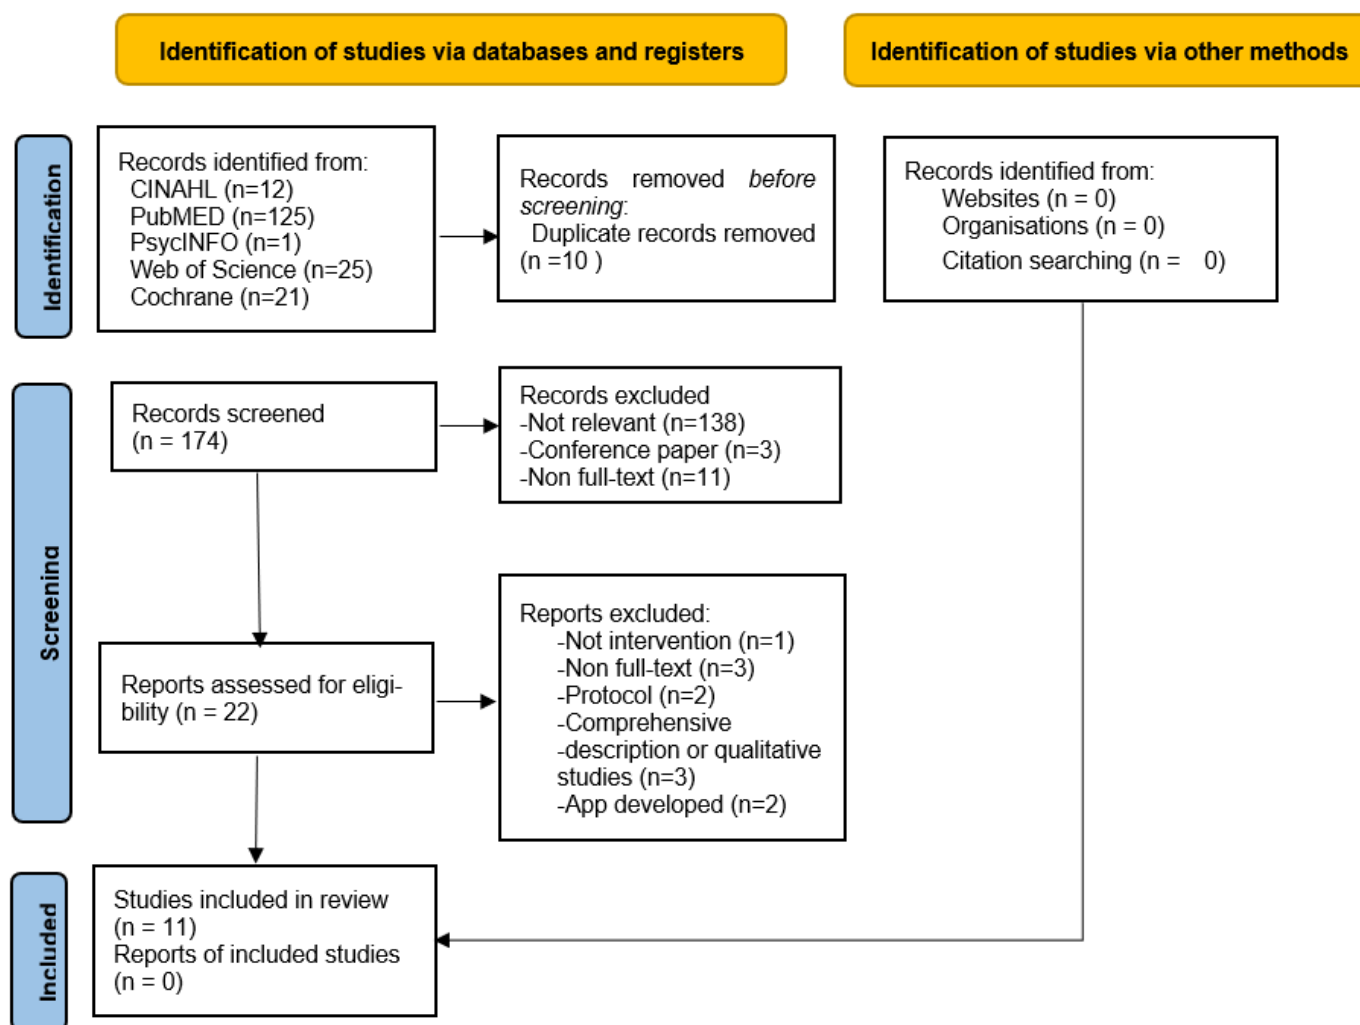 Identification of studies via databases and registers
Identification of studies via other methods
Identification
Records identified from:
CINAHL (n=12)
PubMED (n=125)
PsycINFO (n=1)
Web of Science (n=25)
Cochrane (n=21)
Records removed before
screening:
Duplicate records removed
(n =10 )
Records identified from:
Websites (n = 0)
Organisations (n = 0)
Citation searching (n = 0)
Screening
Records screened
(n = 174)
Records excluded
-Not relevant (n=138)
-Conference paper (n=3)
-Non full-text (n=11)
Reports assessed for eligi-
bility (n = 22)
Reports excluded:
-Not intervention (n=1)
-Non full-text (n=3)
-Protocol (n=2)
-Comprehensive
-description or qualitative
studies (n=3)
-App developed (n=2)
Included
Studies included in review
(n = 11)
Reports of included studies
(n = 0)